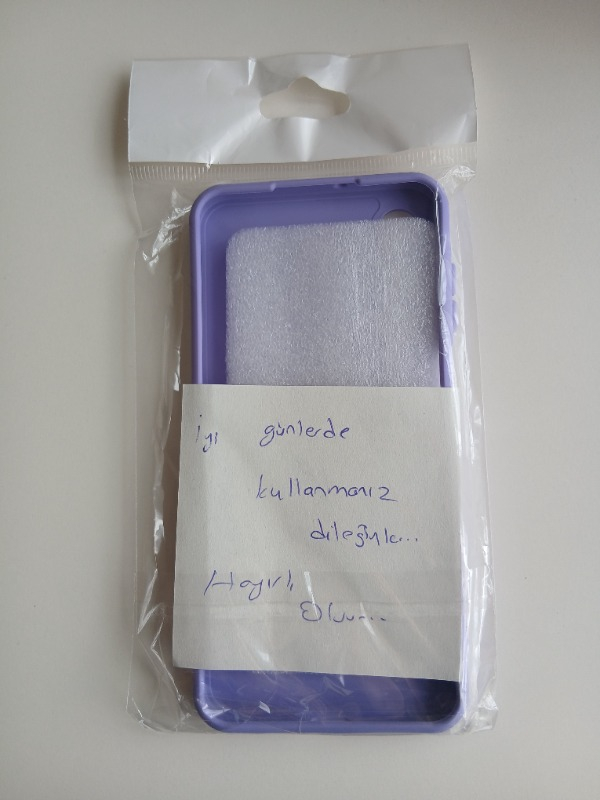 İyi günlerde
kullanmanız
dileğiyle...
Hayırlı
Olsun...